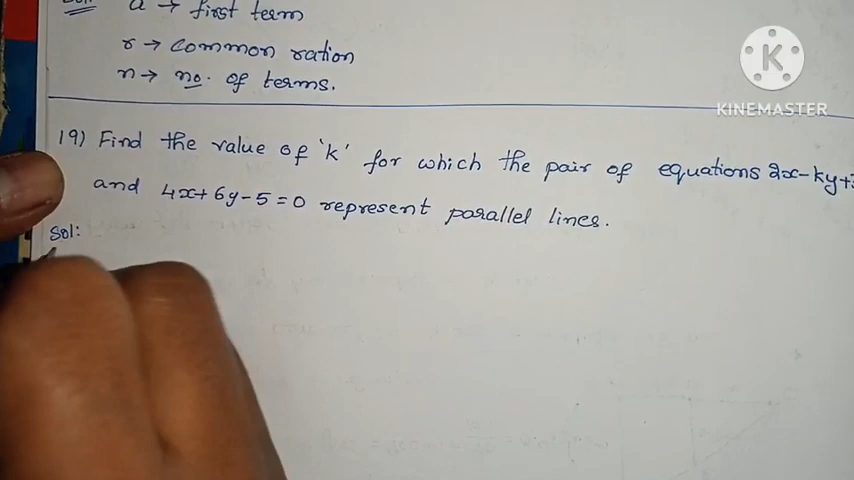 a → first term
r → common ration
n → no. of terms.
K
KINEMASTER
19) Find the value of 'k' for which the pair of equations 2x-ky+
and 4x+6y-5=0 represent parallel lines.
Sol: